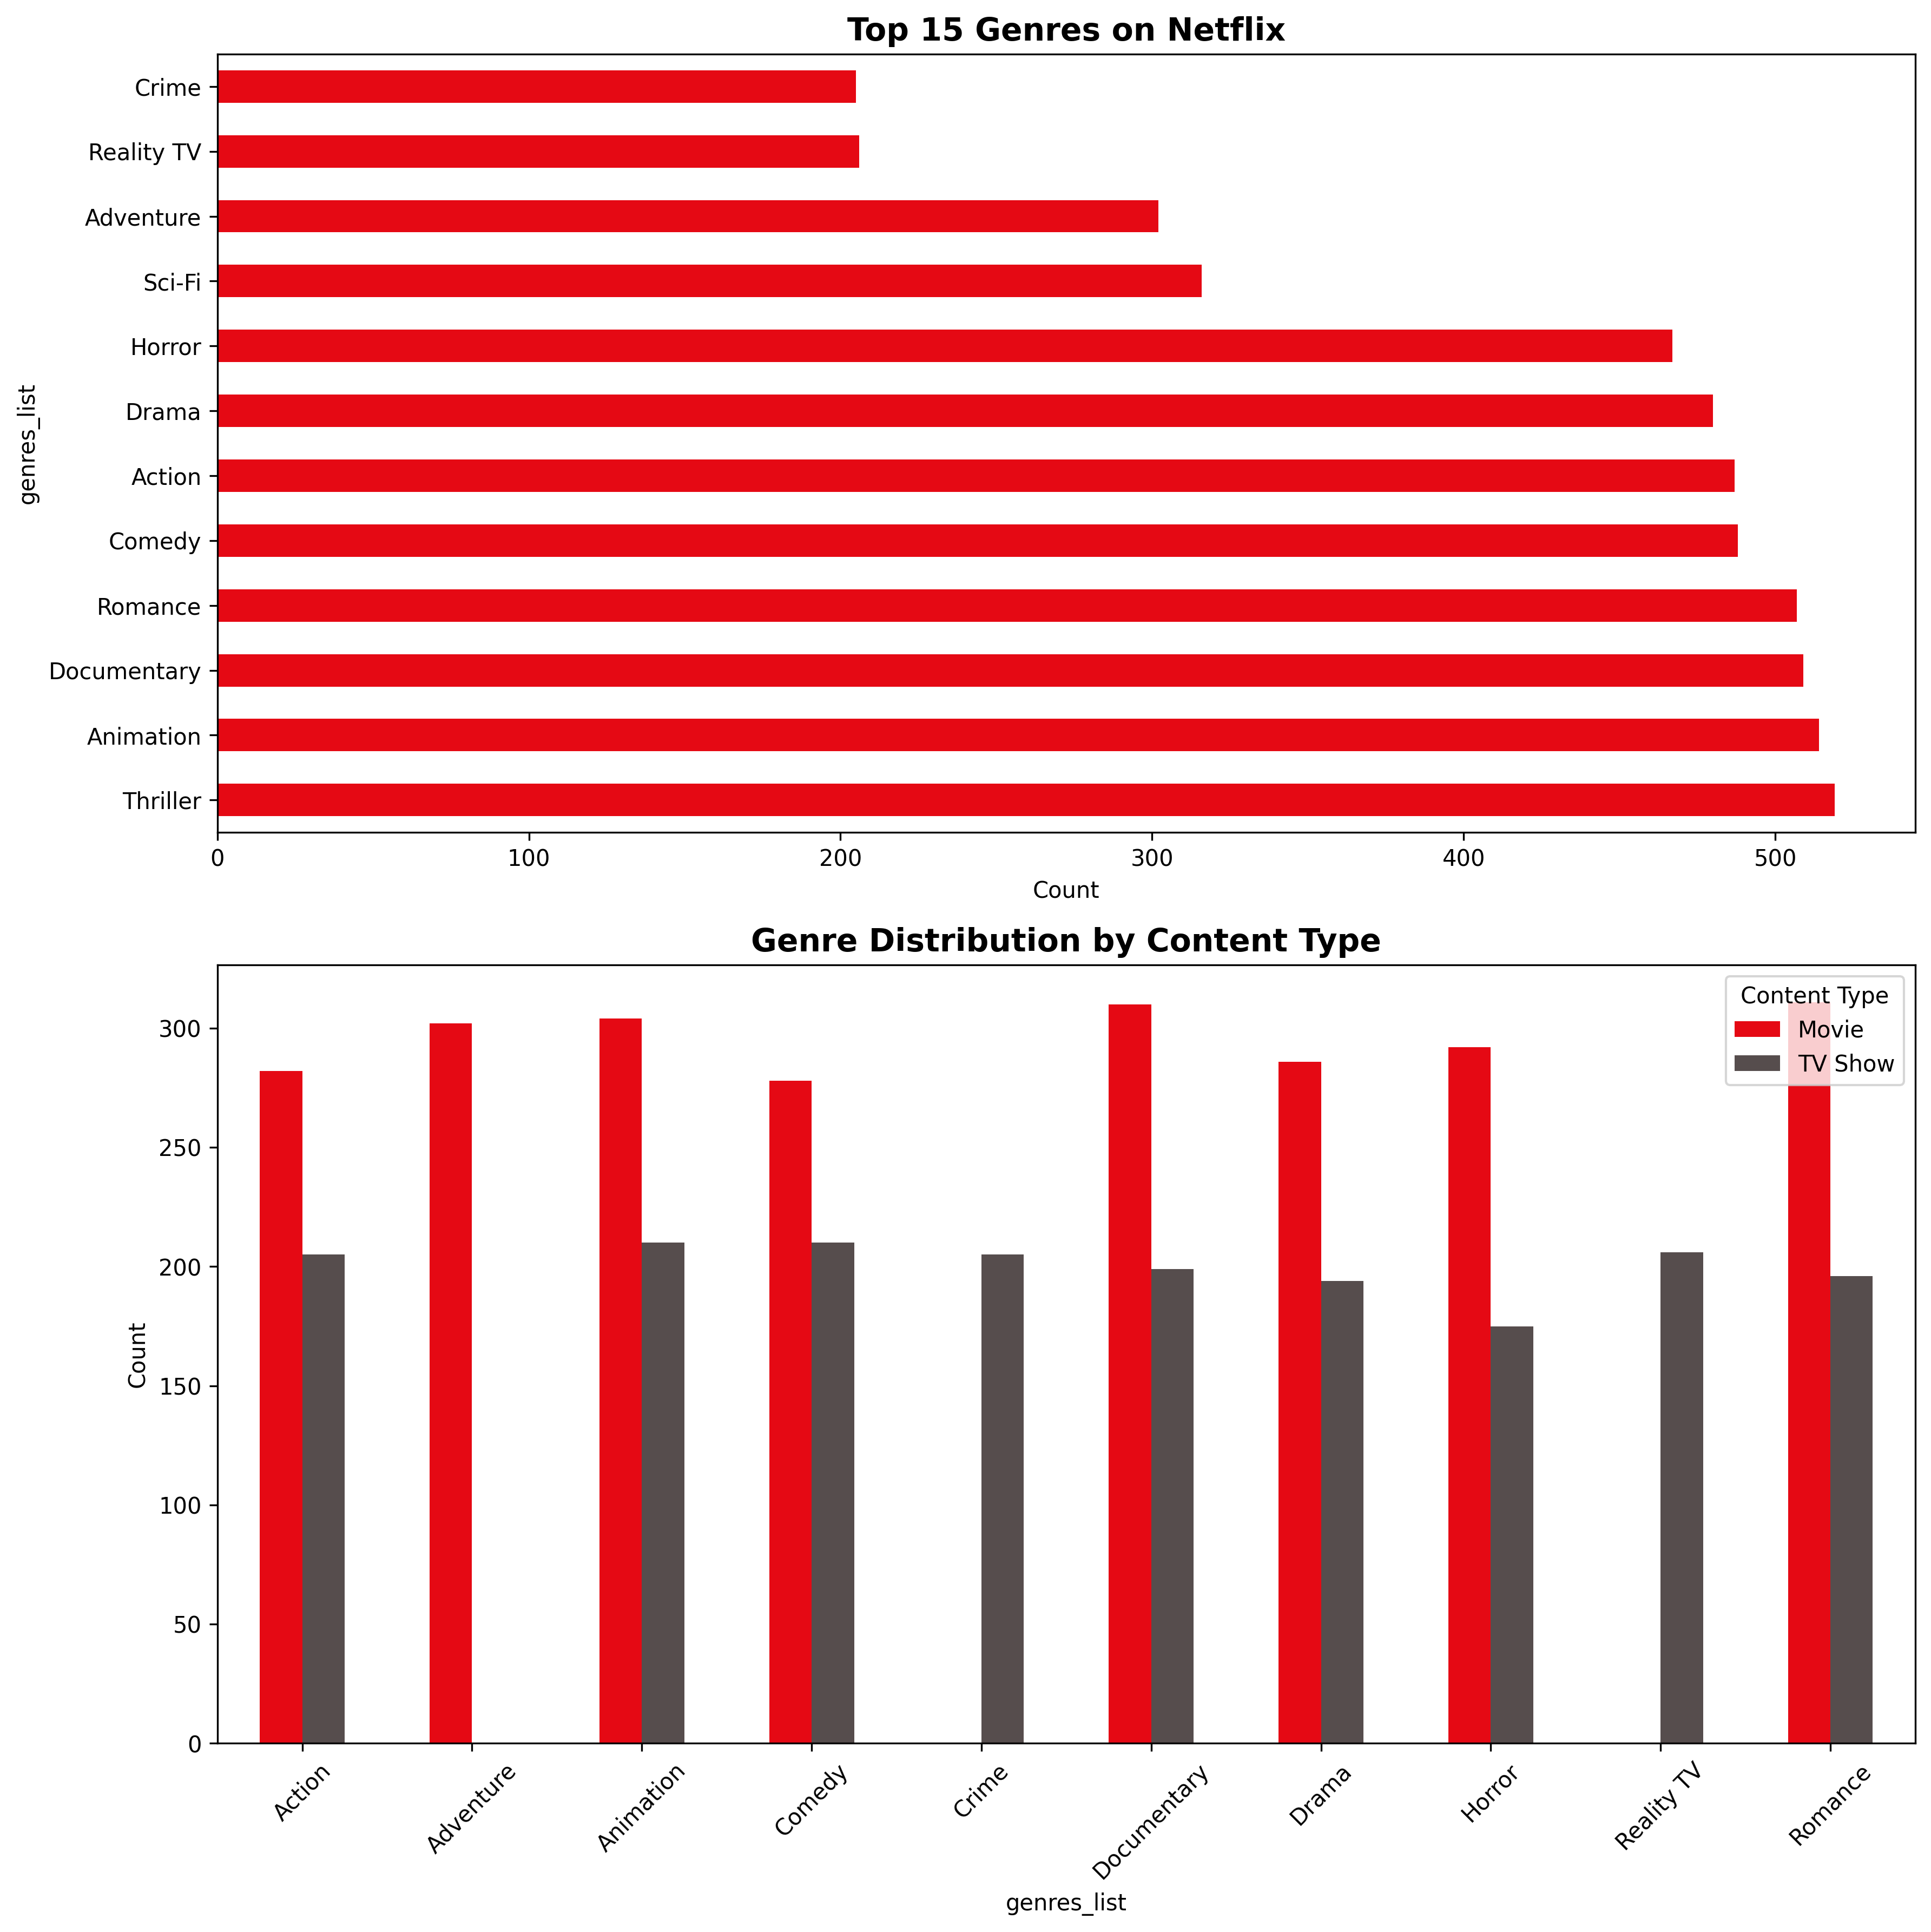 Top 15 Genres on Netflix
genres_list
Crime
Reality TV
Adventure
Sci-Fi
Horror
Drama
Action
Comedy
Romance
Documentary
Animation
Thriller
0 100 200 300 400 500
Count
Genre Distribution by Content Type
Content Type
Movie
TV Show
Count
300
250
200
150
100
50
0
Action Adventure Animation Comedy Crime Documentary Drama Horror Reality TV Romance
genres_list